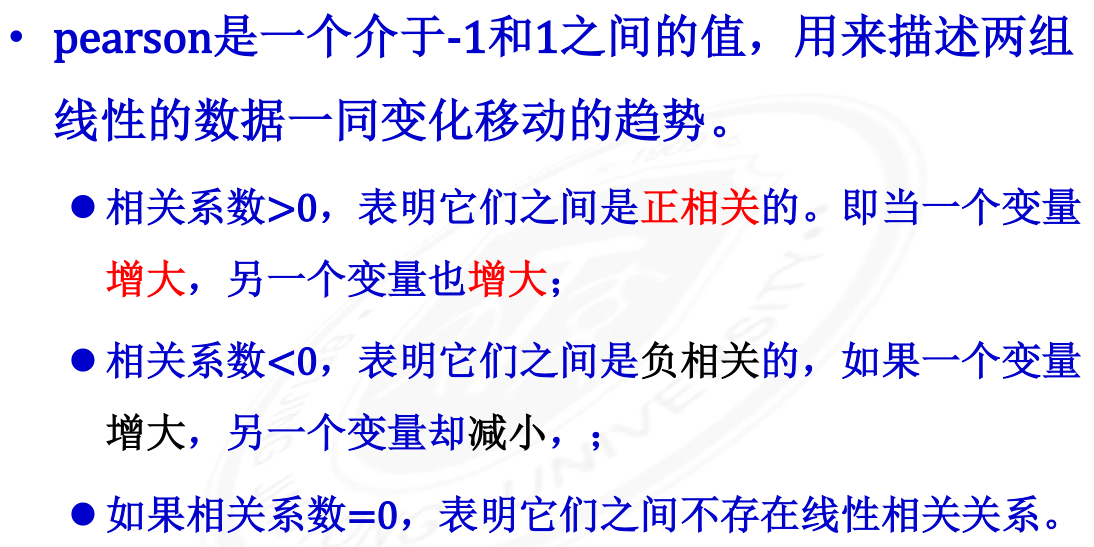 • pearson是一个介于-1和1之间的值，用来描述两组
线性的数据一同变化移动的趋势。
● 相关系数>0，表明它们之间是正相关的。即当一个变量
增大，另一个变量也增大；
● 相关系数<0，表明它们之间是负相关的，如果一个变量
增大，另一个变量却减小，；
● 如果相关系数=0，表明它们之间不存在线性相关关系。